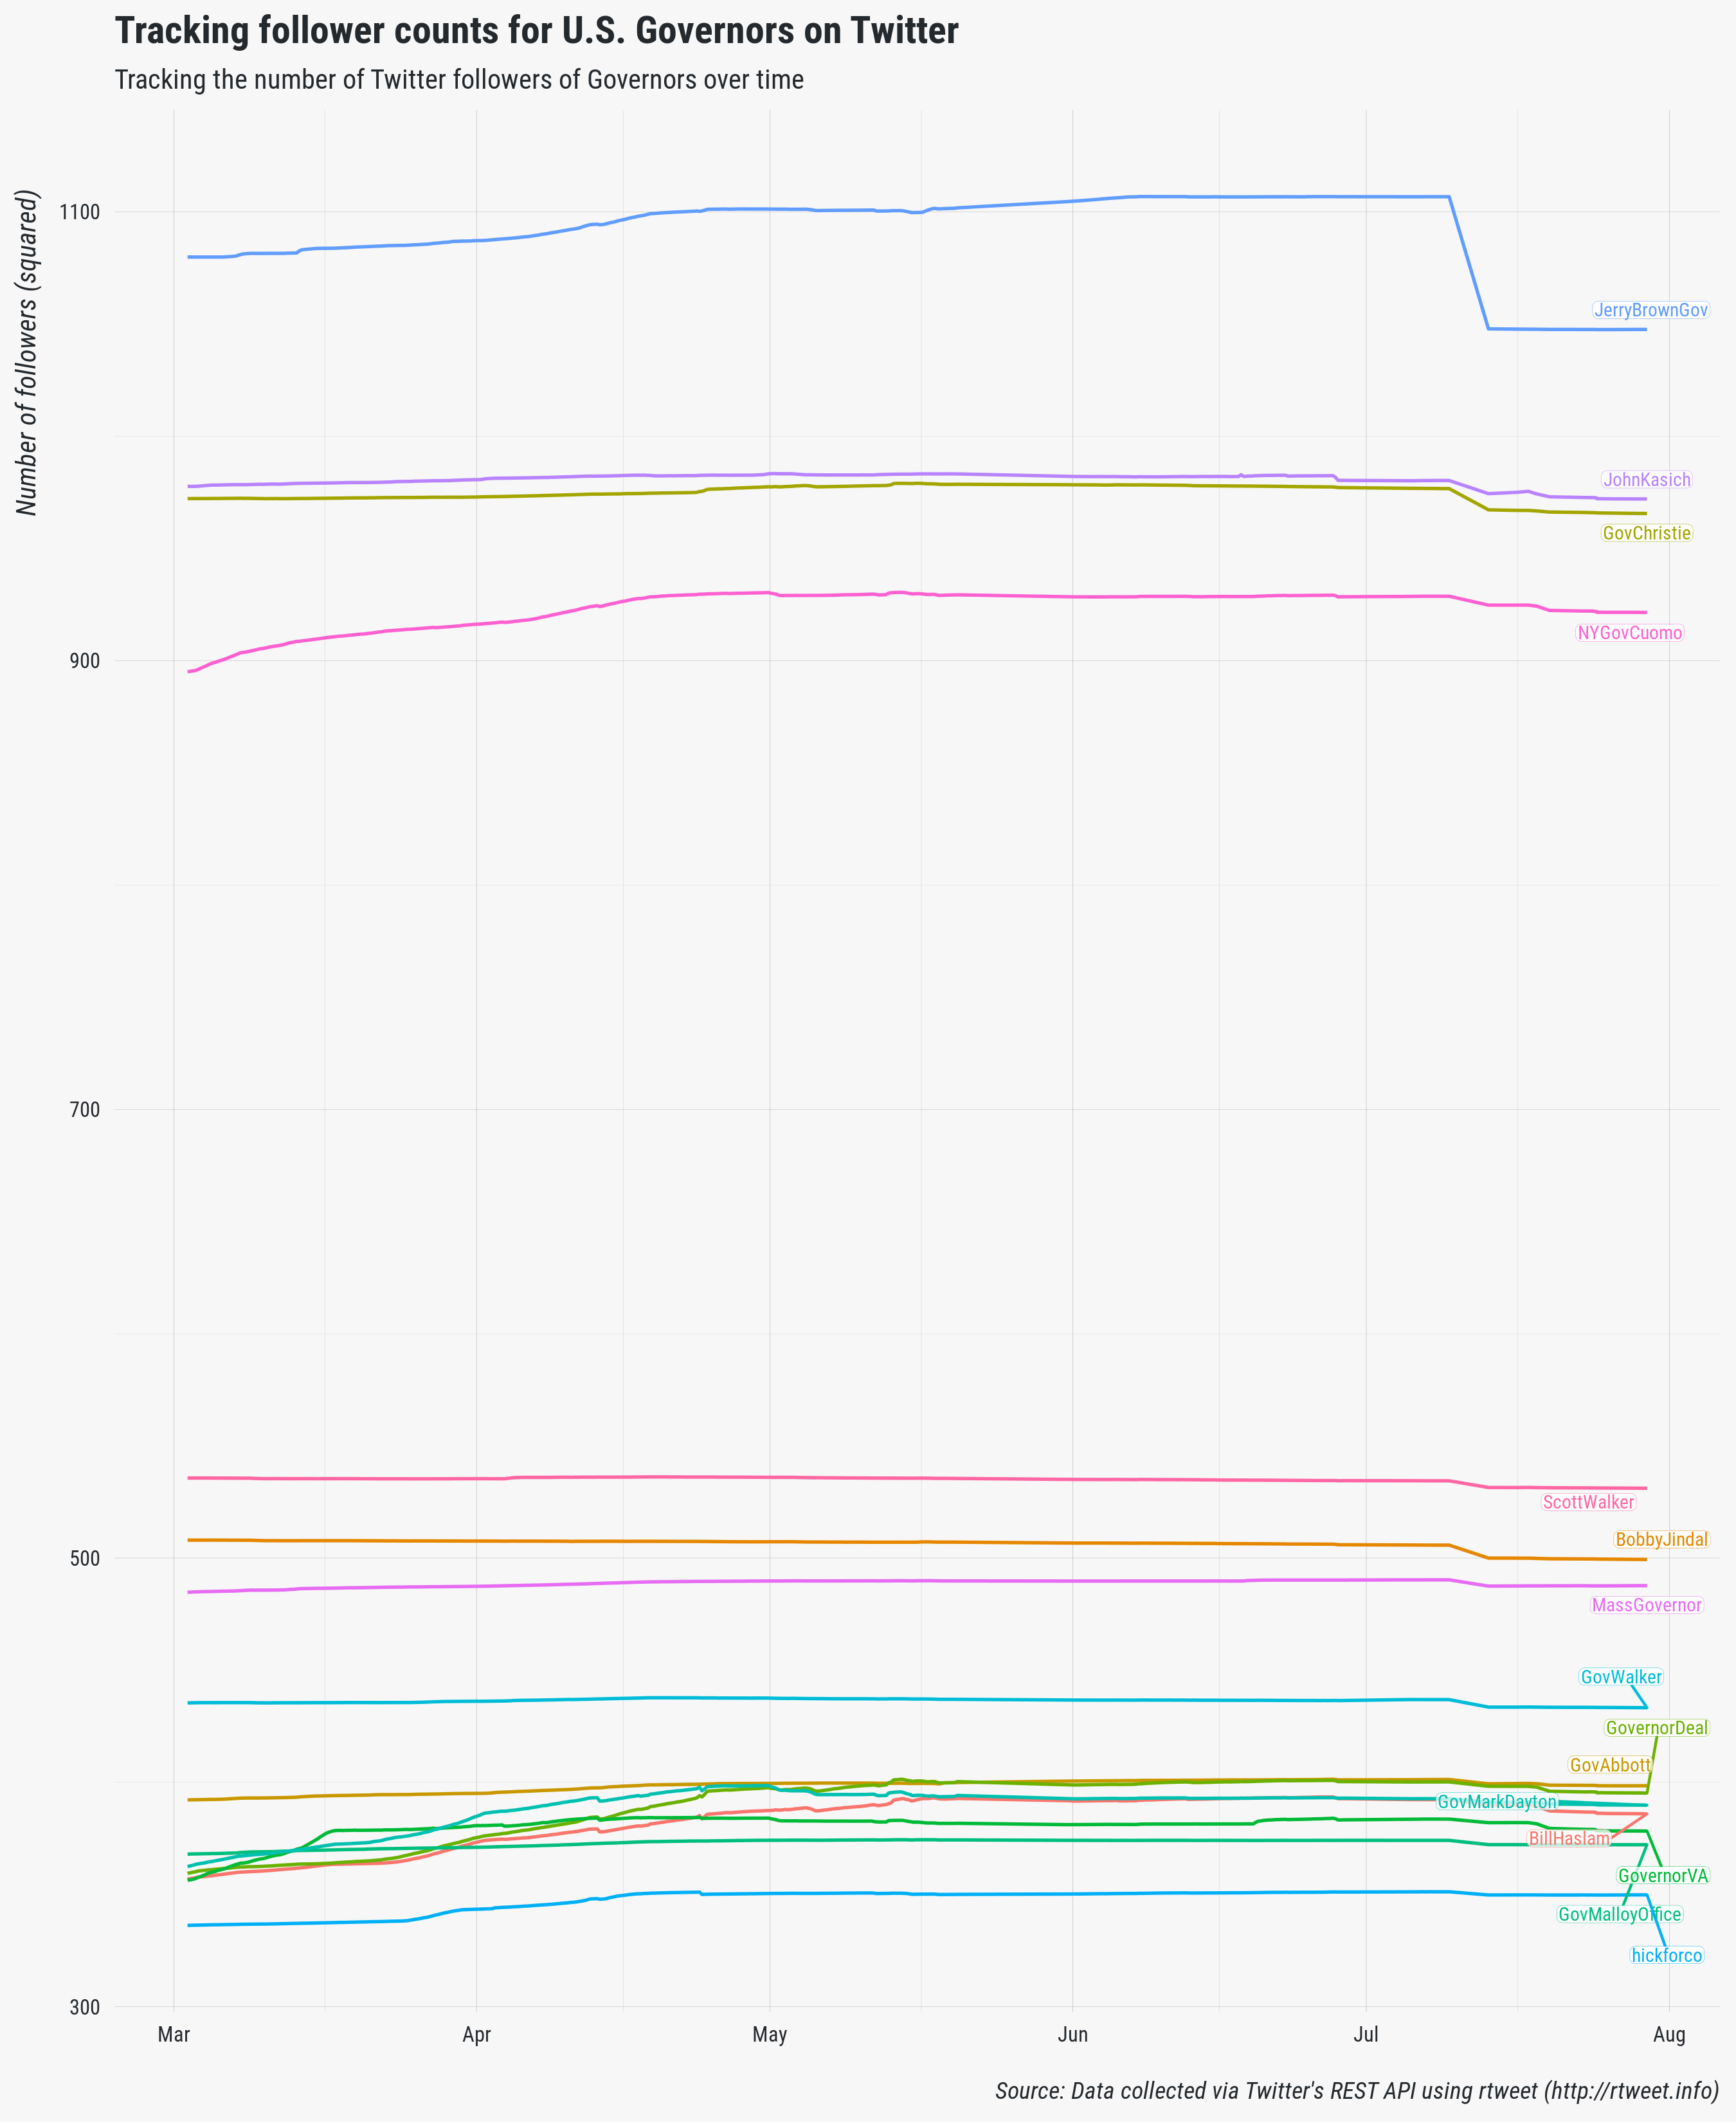 Tracking follower counts for U.S. Governors on Twitter
Tracking the number of Twitter followers of Governors over time
Number of followers (squared)
1100
900
700
500
300
JerryBrownGov
JohnKasich
GovChristie
NYGovCuomo
ScottWalker
BobbyJindal
MassGovernor
GovWalker
GovernorDeal
GovAbbott
GovMarkDayton
BillHaslam
GovernorVA
GovMalloyOffice
hickforco
Mar Apr May Jun Jul Aug
Source: Data collected via Twitter's REST API using rtweet (http://rtweet.info)